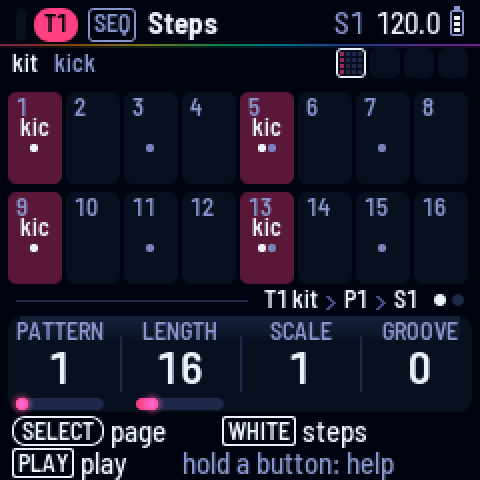 T1 SEQ Steps S1 120.0
kit kick
1 2 3 4 5 6 7 8
kic kic
9 10 11 12 13 14 15 16
kic kic
T1 kit > P1 > S1
PATTERN LENGTH SCALE GROOVE
1 16 1 0
SELECT page WHITE steps
PLAY play hold a button: help